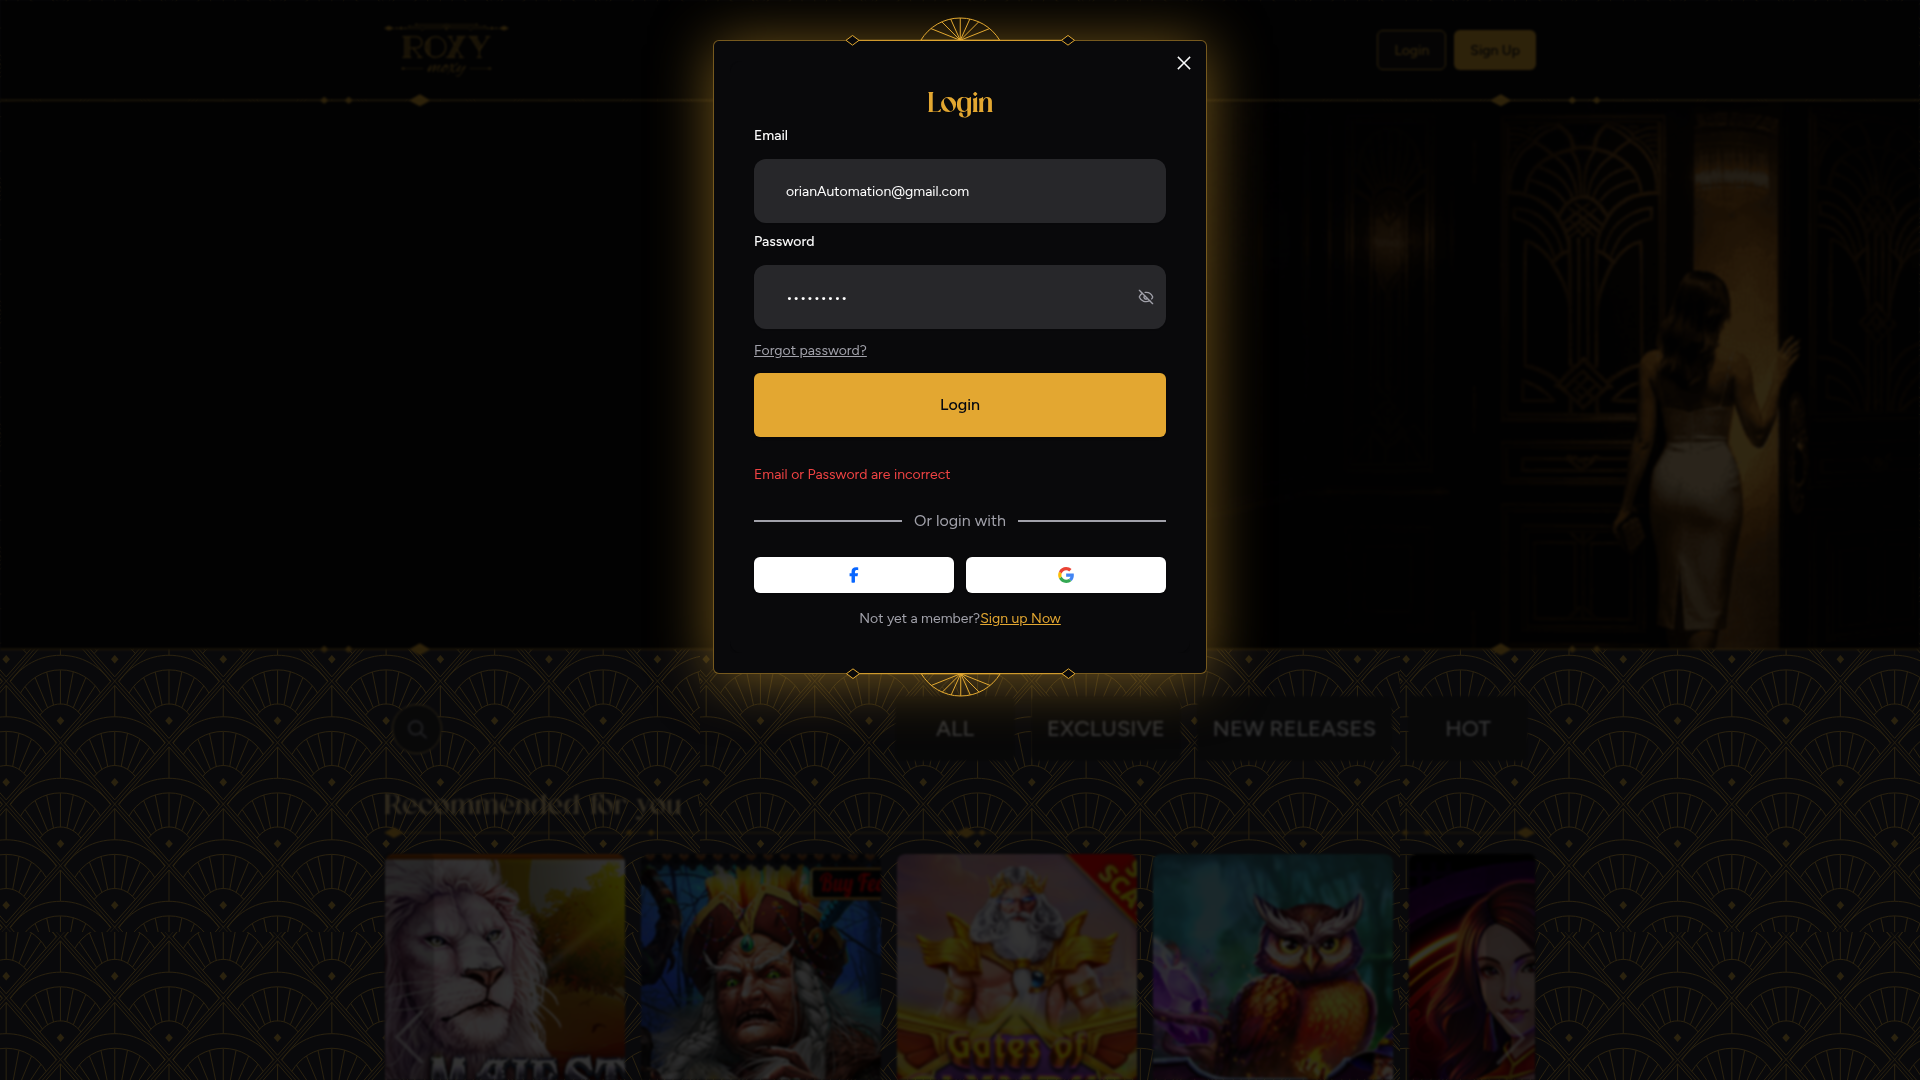 ROXY
moxy
Login
Sign Up
Login
Email
orianAutomation@gmail.com
Password
•••••••••
Forgot password?
Login
Email or Password are incorrect
Or login with
Not yet a member?Sign up Now
ALL
EXCLUSIVE
NEW RELEASES
HOT
Recommended for you
Buy
Gates of